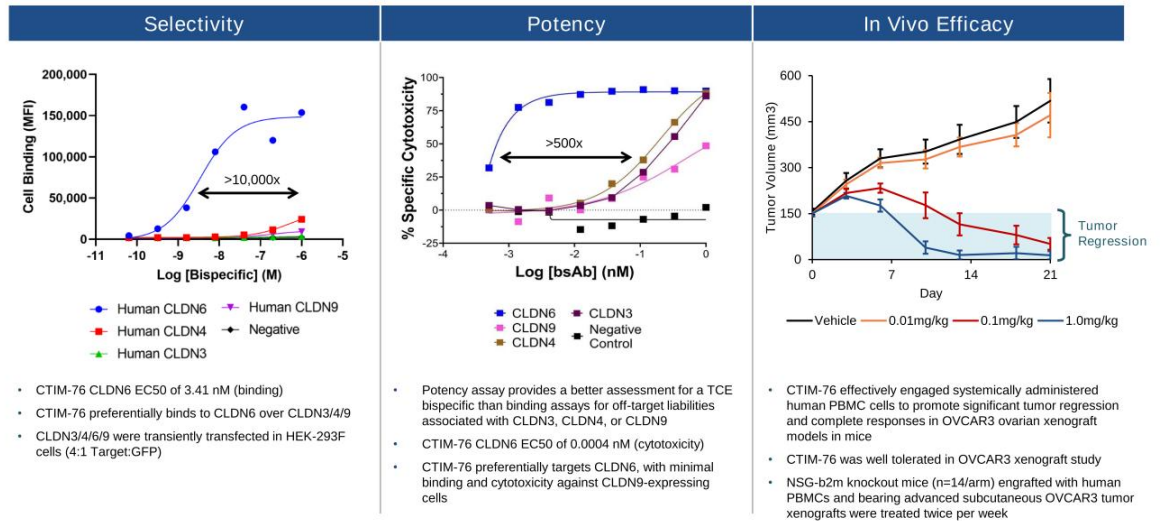 Selectivity
Potency
In Vivo Efficacy
200,000
150,000
100,000
50,000
0
Cell Binding (MFI)
>10,000x
-11
-10
-9
-8
-7
-6
-5
Log [Bispecific] (M)
Human CLDN6
Human CLDN9
Human CLDN4
Negative
Human CLDN3
100
75
50
25
0
-25
% Specific Cytotoxicity
>500x
-4
-3
-2
-1
0
Log [bsAb] (nM)
CLDN6
CLDN3
CLDN9
Negative
Control
CLDN4
600
450
300
150
0
Tumor Volume (mm3)
0
7
14
21
Day
Tumor
Regression
Vehicle
0.01mg/kg
0.1mg/kg
1.0mg/kg
• CTIM-76 CLDN6 EC50 of 3.41 nM (binding)
• CTIM-76 preferentially binds to CLDN6 over CLDN3/4/9
• CLDN3/4/6/9 were transiently transfected in HEK-293F
cells (4:1 Target:GFP)
• Potency assay provides a better assessment for a TCE
bispecific than binding assays for off-target liabilities
associated with CLDN3, CLDN4, or CLDN9
• CTIM-76 CLDN6 EC50 of 0.0004 nM (cytotoxicity)
• CTIM-76 preferentially targets CLDN6, with minimal
binding and cytotoxicity against CLDN9-expressing
cells
• CTIM-76 effectively engaged systemically administered
human PBMC cells to promote significant tumor regression
and complete responses in OVCAR3 ovarian xenograft
models in mice
• CTIM-76 was well tolerated in OVCAR3 xenograft study
• NSG-b2m knockout mice (n=14/arm) engrafted with human
PBMCs and bearing advanced subcutaneous OVCAR3 tumor
xenografts were treated twice per week